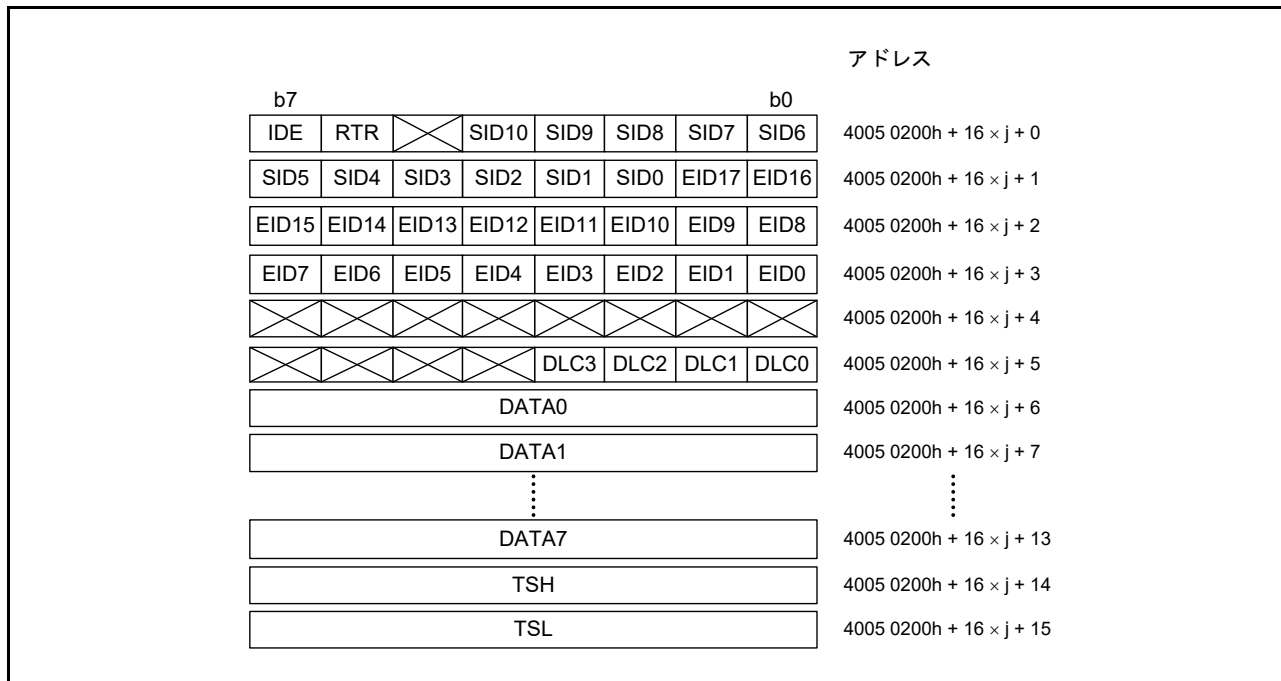 アドレス
b7 b0
IDE RTR SID10 SID9 SID8 SID7 SID6 4005 0200h + 16 × j + 0
SID5 SID4 SID3 SID2 SID1 SID0 EID17 EID16 4005 0200h + 16 × j + 1
EID15 EID14 EID13 EID12 EID11 EID10 EID9 EID8 4005 0200h + 16 × j + 2
EID7 EID6 EID5 EID4 EID3 EID2 EID1 EID0 4005 0200h + 16 × j + 3
4005 0200h + 16 × j + 4
DLC3 DLC2 DLC1 DLC0 4005 0200h + 16 × j + 5
DATA0 4005 0200h + 16 × j + 6
DATA1 4005 0200h + 16 × j + 7
DATA7 4005 0200h + 16 × j + 13
TSH 4005 0200h + 16 × j + 14
TSL 4005 0200h + 16 × j + 15